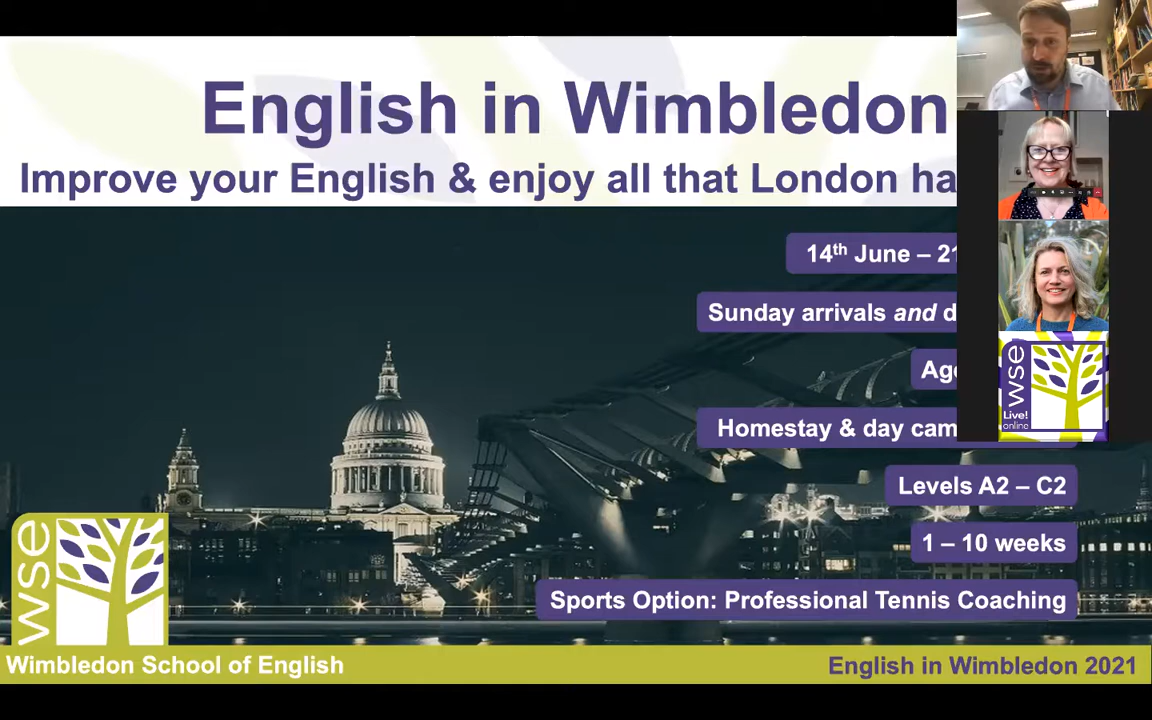 English in Wimbledon
Improve your English & enjoy all that London ha
14th June – 21
Sunday arrivals and d
Age
Homestay & day cam
Levels A2 – C2
1 – 10 weeks
Sports Option: Professional Tennis Coaching
wse
Live!
online
wse
Wimbledon School of English
English in Wimbledon 2021